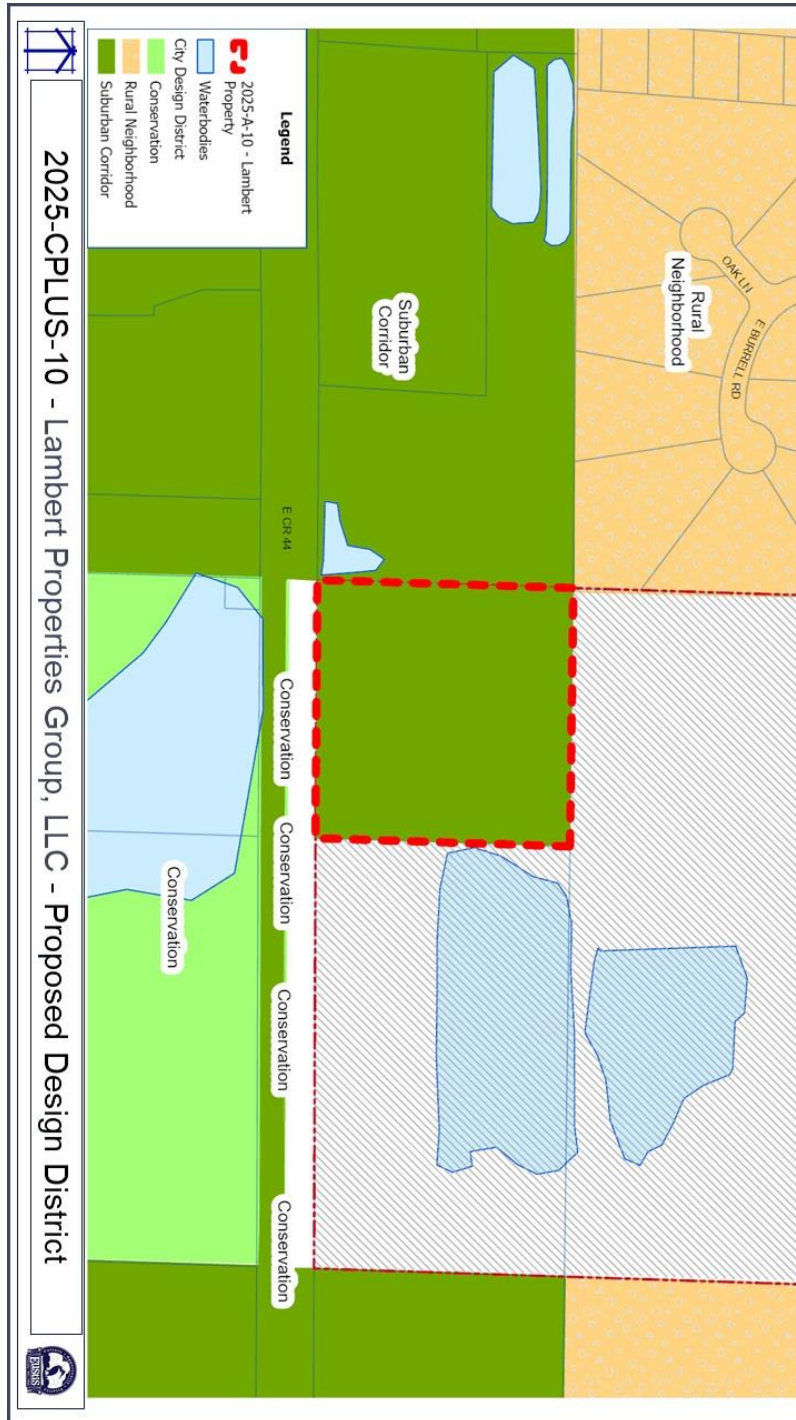 Rural
Neighborhood
OAK LN
E BURRELL RD
Suburban
Corridor
E CR 44
Conservation
Conservation
Conservation
Conservation
Conservation
Legend
2025-A-10 - Lambert
Property
Waterbodies
City Design District
Conservation
Rural Neighborhood
Suburban Corridor
2025-CPLUS-10 - Lambert Properties Group, LLC - Proposed Design District
EUSTIS